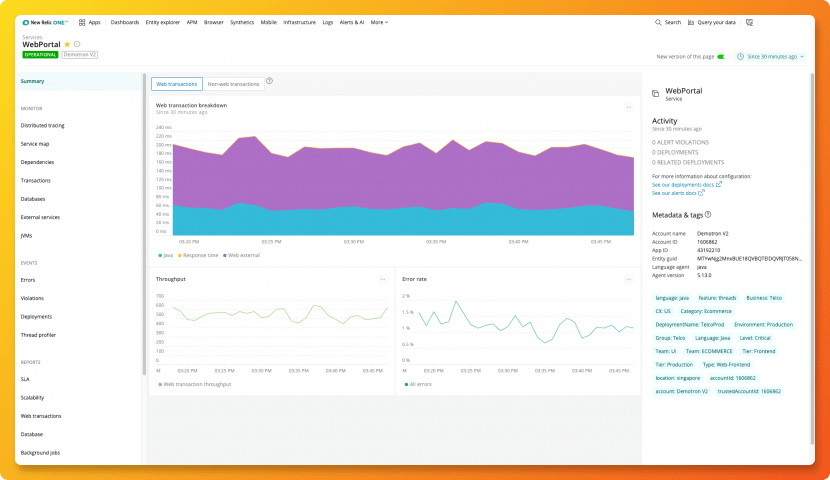 New Relic ONE™
Apps
Dashboards
Entity explorer
APM
Browser
Synthetics
Mobile
Infrastructure
Logs
Alerts & AI
More
Search
Query your data
Services
WebPortal
OPERATIONAL
Demotron V2
New version of this page
Since 30 minutes ago
Summary
MONITOR
Distributed tracing
Service map
Dependencies
Transactions
Databases
External services
JVMs
EVENTS
Errors
Violations
Deployments
Thread profiler
REPORTS
SLA
Scalability
Web transactions
Database
Background jobs
Web transactions
Non-web transactions
Web transaction breakdown
Since 30 minutes ago
240 ms
220 ms
200 ms
180 ms
160 ms
140 ms
120 ms
100 ms
80 ms
60 ms
40 ms
20 ms
0 ms
03:20 PM
03:25 PM
03:30 PM
03:35 PM
03:40 PM
03:45 PM
Java
Response time
Web external
Throughput
700
600
500
400
300
200
100
0
M
03:20 PM
03:25 PM
03:30 PM
03:35 PM
03:40 PM
03:45 PM
Web transaction throughput
Error rate
2 %
1.5 %
1 %
0.5 %
0 %
M
03:20 PM
03:25 PM
03:30 PM
03:35 PM
03:40 PM
03:45 PM
All errors
WebPortal
Service
Activity
Since 30 minutes ago
0 ALERT VIOLATIONS
0 DEPLOYMENTS
0 RELATED DEPLOYMENTS
For more information about configuration:
See our deployments docs
See our alerts docs
Metadata & tags
Account name Demotron V2
Account ID 1606862
App ID 43192210
Entity guid
Language agent Java
Agent version 5.13.0
language: java
feature: threads
Business: Telco
CX: US
Category: Ecommerce
DeploymentName: TelcoProd
Environment: Production
Group: Telco
Language: Java
Level: Critical
Team: UI
Team: ECOMMERCE
Tier: Frontend
Tier: Production
Type: Web-Frontend
location: singapore
accountId: 1606862
account: Demotron V2
trustedAccountId: 1606862